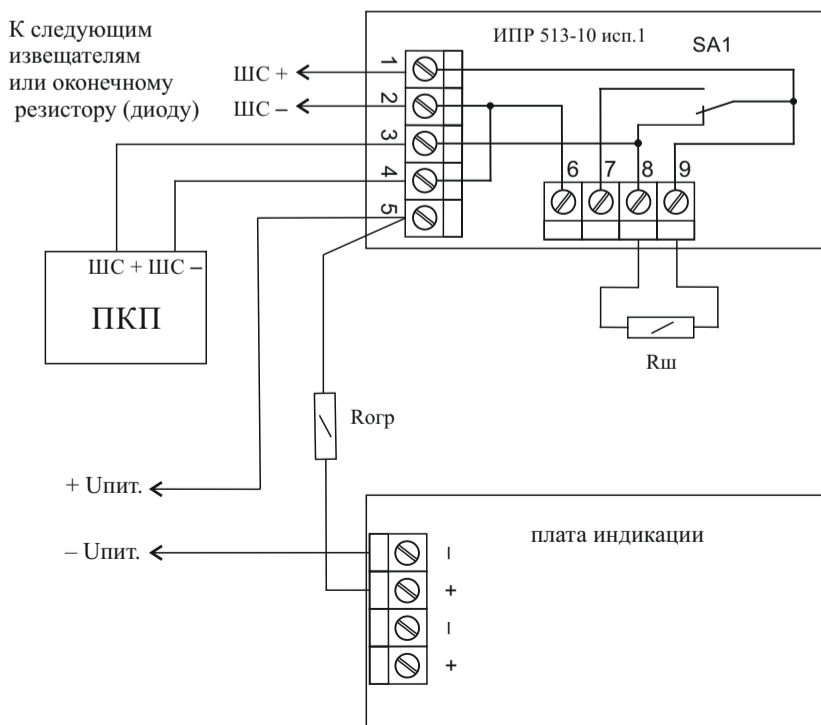 К следующим
извещателям
или оконечному
резистору (диоду)
ИПР 513-10 исп.1
SA1
ШС +
ШС –
1
2
3
4
5
6
7
8
9
ШС + ШС –
ПКП
Rш
Rогр
+ Uпит.
– Uпит.
плата индикации
–
+
–
+